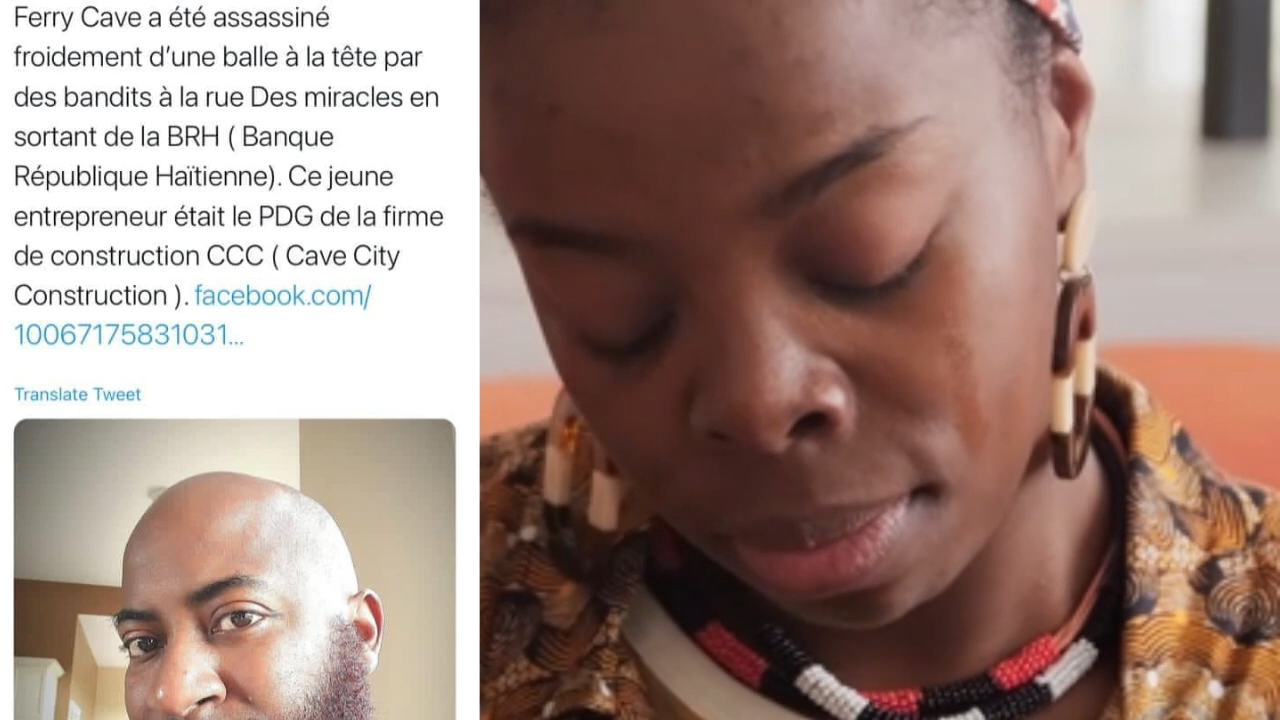 Ferry Cave a été assassiné
froidement d’une balle à la tête par
des bandits à la rue Des miracles en
sortant de la BRH ( Banque
République Haïtienne). Ce jeune
entrepreneur était le PDG de la firme
de construction CCC ( Cave City
Construction ). facebook.com/
10067175831031...
Translate Tweet